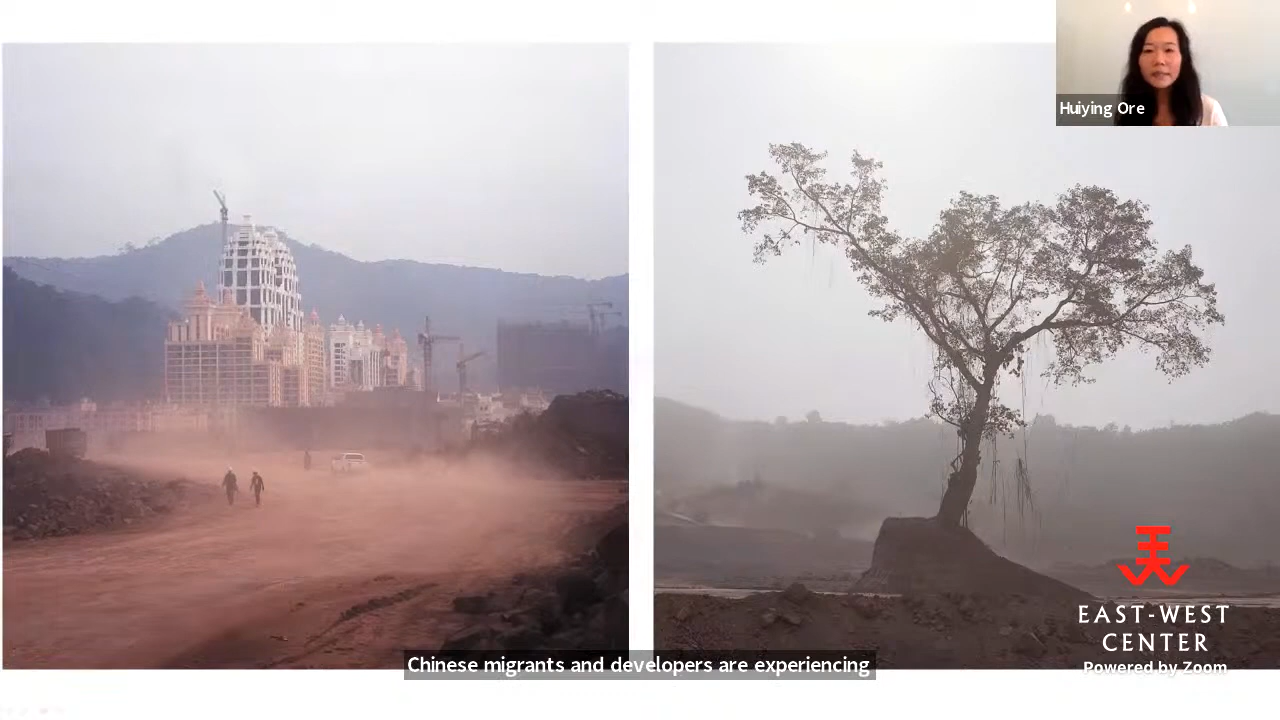 Huiying Ore
EAST-WEST
CENTER
Chinese migrants and developers are experiencing
Powered by Zoom